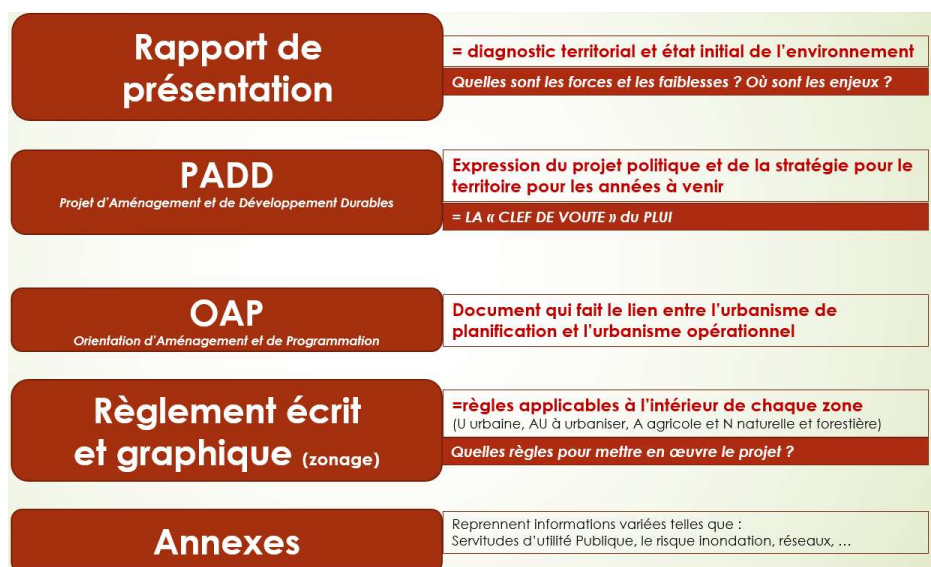 Rapport de
présentation
= diagnostic territorial et état initial de l'environnement
Quelles sont les forces et les faiblesses ? Où sont les enjeux ?
PADD
Projet d'Aménagement et de Développement Durables
Expression du projet politique et de la stratégie pour le
territoire pour les années à venir
= LA « CLEF DE VOUTE » du PLUI
OAP
Orientation d'Aménagement et de Programmation
Document qui fait le lien entre l'urbanisme de
planification et l'urbanisme opérationnel
Règlement écrit
et graphique (zonage)
=règles applicables à l'intérieur de chaque zone
(U urbaine, AU à urbaniser, A agricole et N naturelle et forestière)
Quelles règles pour mettre en œuvre le projet ?
Annexes
Reprennent informations variées telles que :
Servitudes d'utilité Publique, le risque inondation, réseaux, …